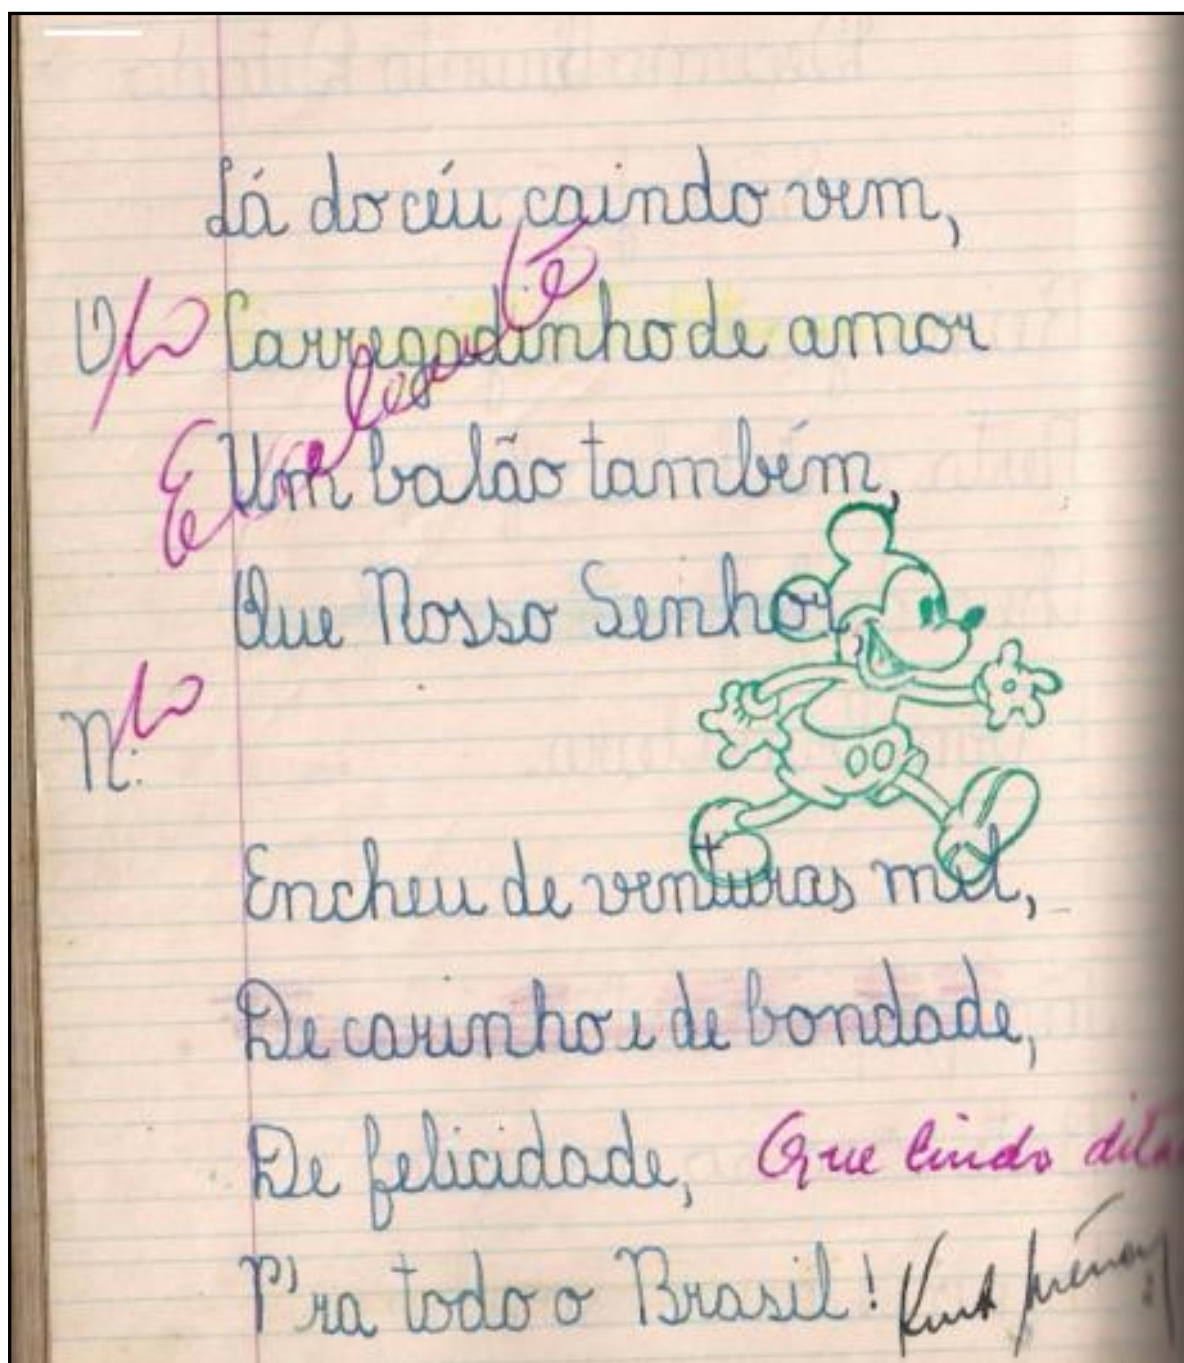 Lá do céu caindo vem,
Carregadinho de amor
Um balão também,
Que Nosso Senhor,
N.
Encheu de venturas mil,
De carinho e de bondade,
De felicidade,
Que lindo
P'ra todo o Brasil!